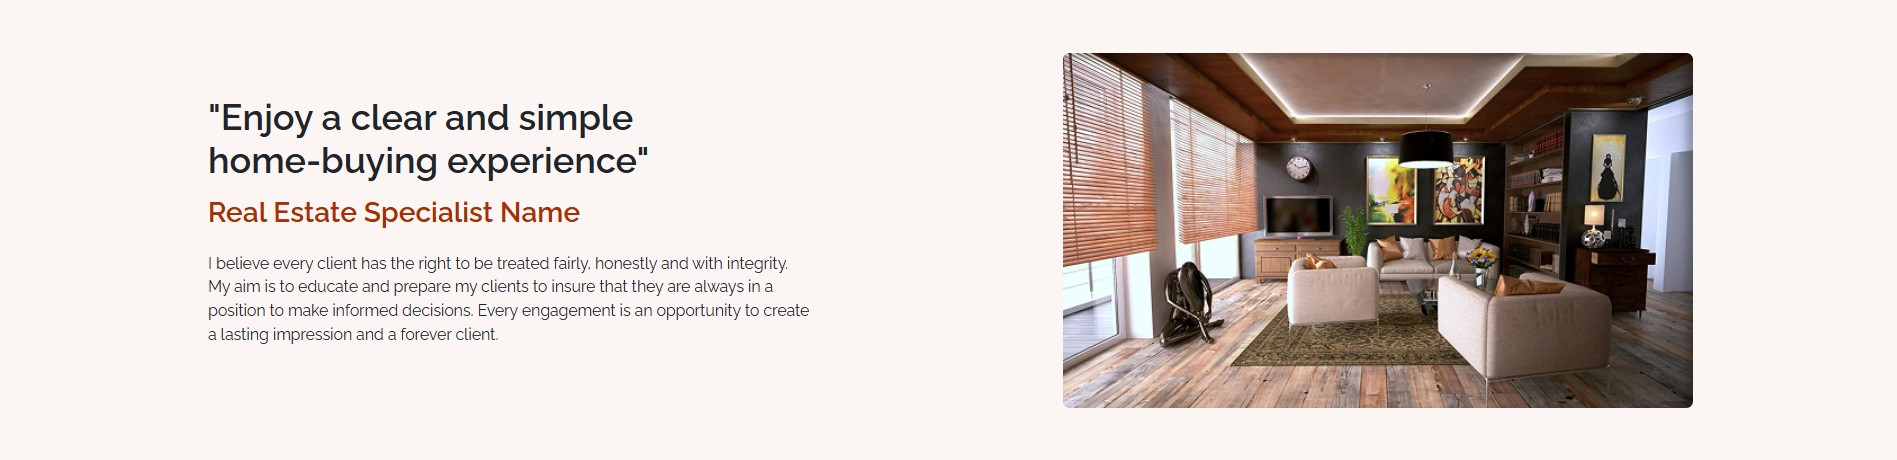 "Enjoy a clear and simple
home-buying experience"
Real Estate Specialist Name
I believe every client has the right to be treated fairly, honestly and with integrity.
My aim is to educate and prepare my clients to insure that they are always in a
position to make informed decisions. Every engagement is an opportunity to create
a lasting impression and a forever client.